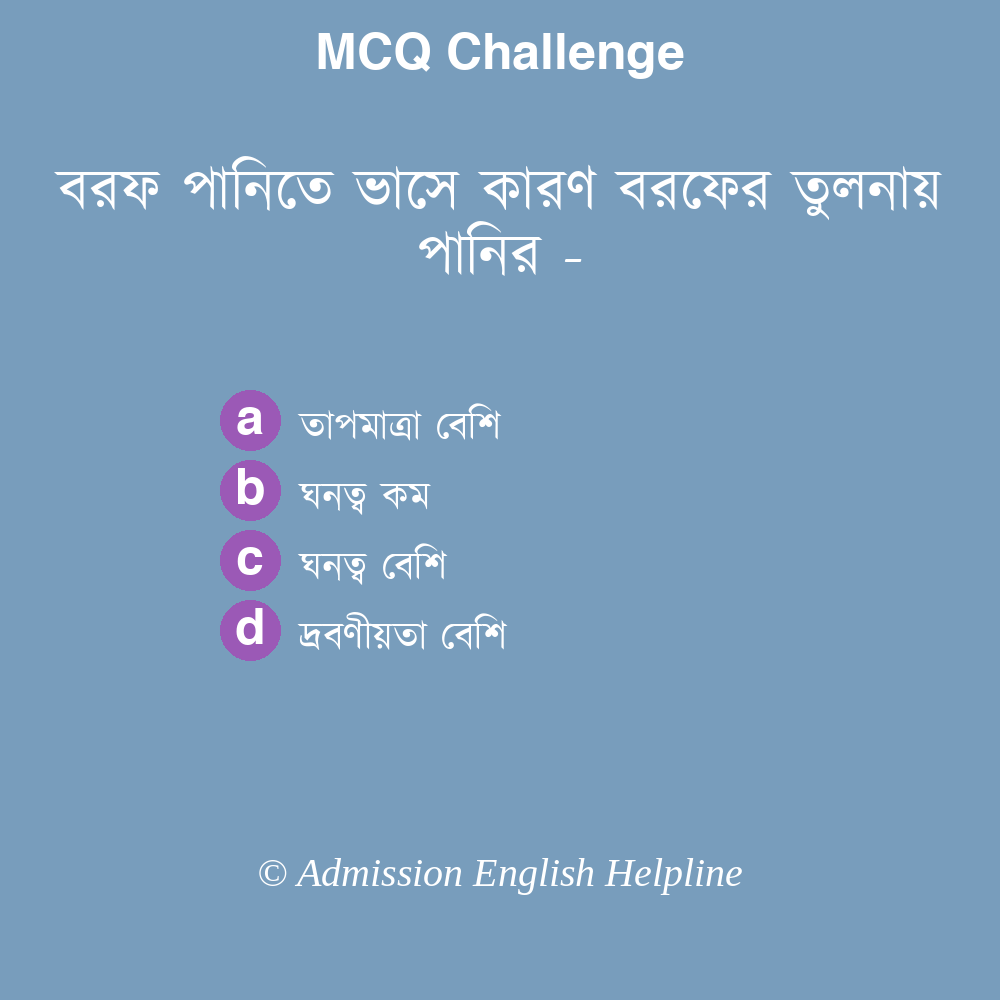 MCQ Challenge
বরফ পানিতে ভাসে কারণ বরফের তুলনায়
পানির -
a তাপমাত্রা বেশি
b ঘনত্ব কম
c ঘনত্ব বেশি
d দ্রবণীয়তা বেশি
© Admission English Helpline